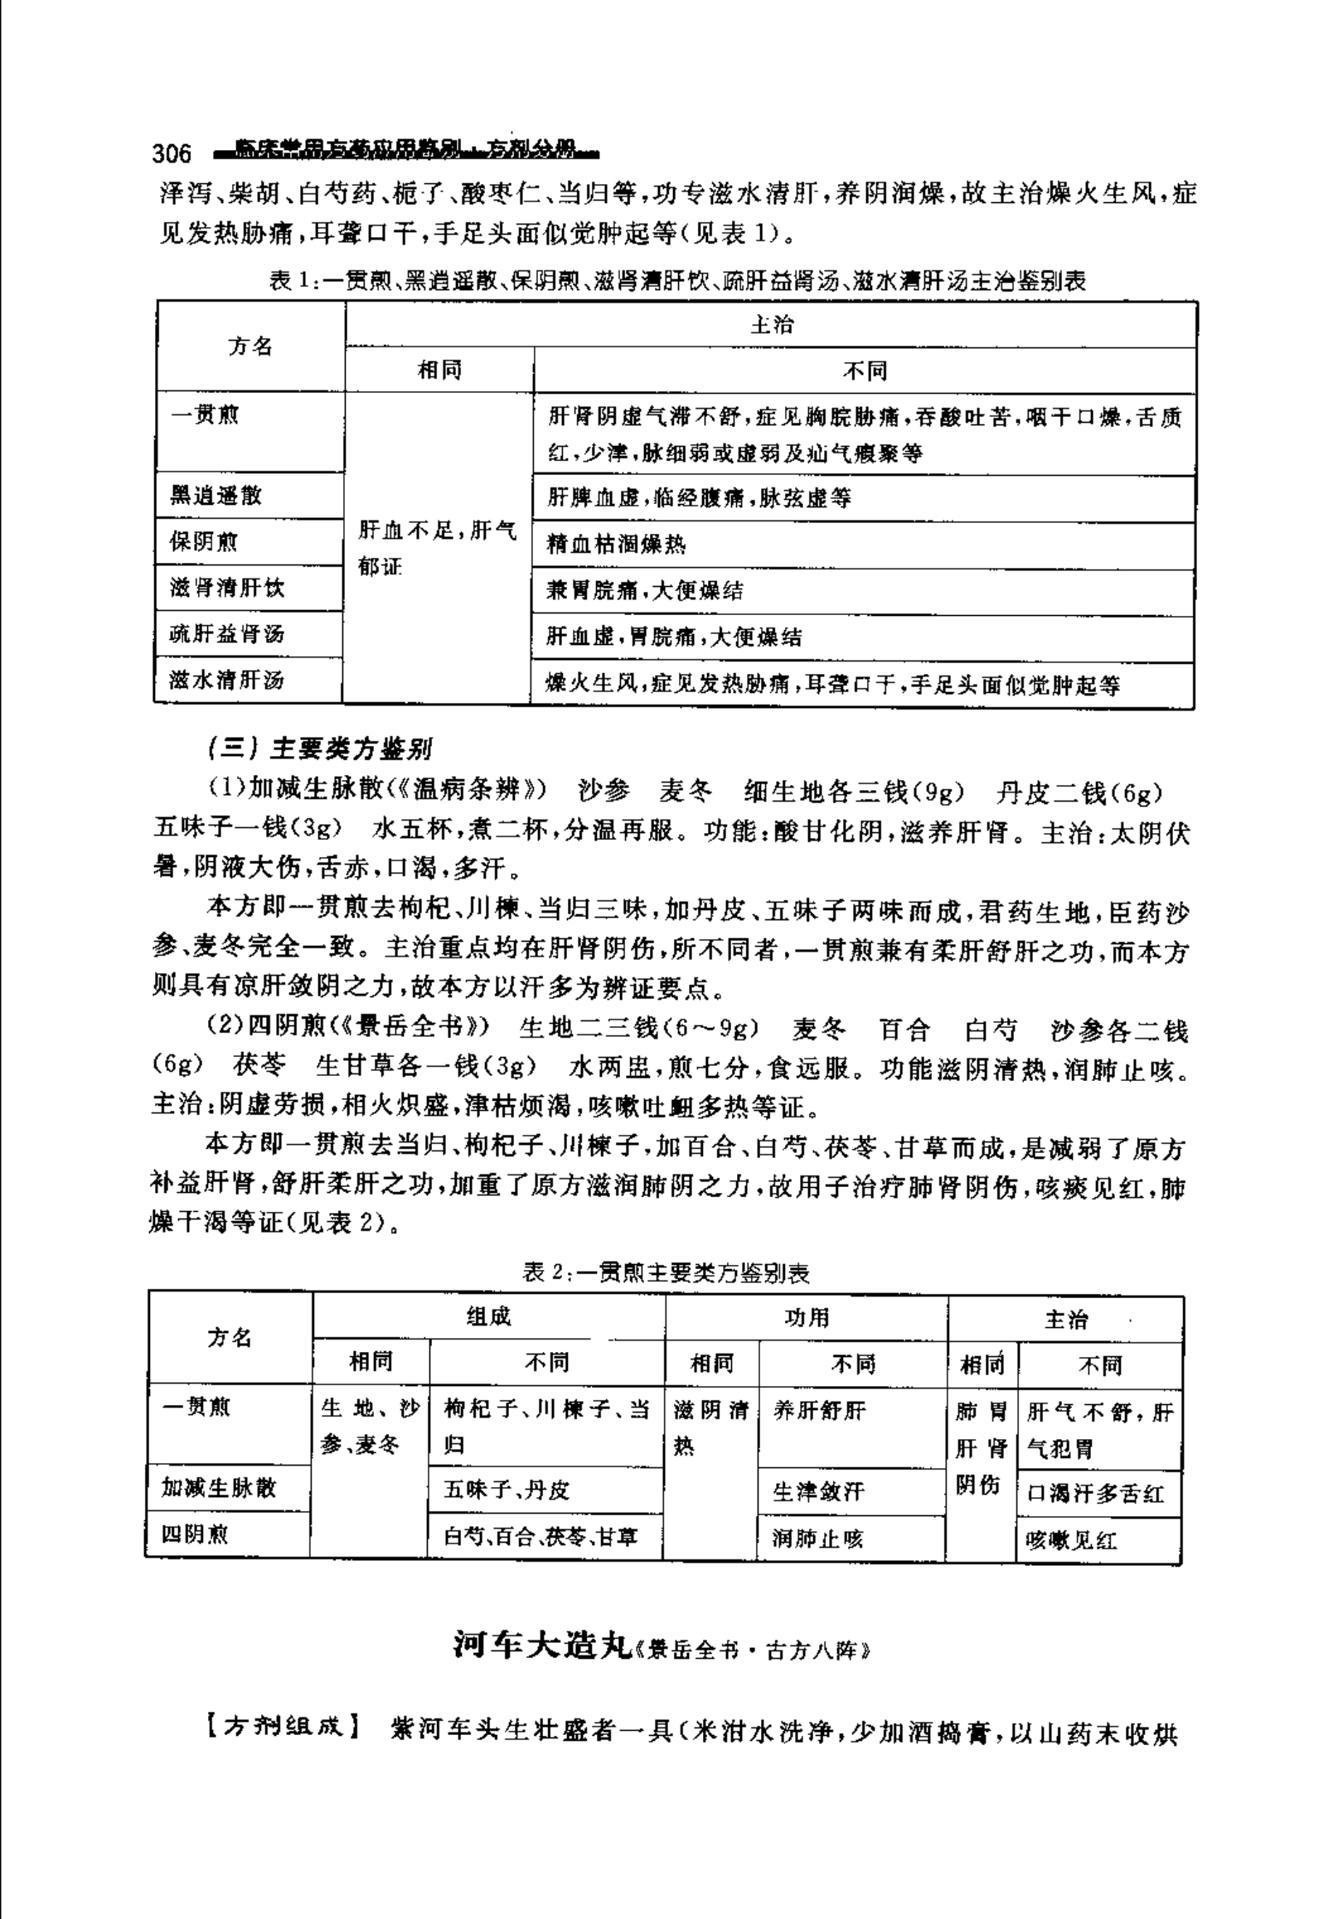 306 临床常用方药应用鉴别·方剂分册
泽泻、柴胡、白芍药、栀子、酸枣仁、当归等,功专滋水清肝,养阴润燥,故主治燥火生风,症
见发热胁痛,耳聋口干,手足头面似觉肿起等(见表1)。
表 1:一贯煎、黑逍遥散、保阴煎、滋肾清肝饮、疏肝益肾汤、滋水清肝汤主治鉴别表
方名
主治
相同
不同
一贯煎
肝肾阴虚气滞不舒,症见胸脘胁痛,吞酸吐苦,咽干口燥,舌质
红,少津,脉细弱或虚弱及疝气瘕聚等
黑逍遥散
肝脾血虚,临经腹痛,脉弦虚等
肝血不足,肝气
郁证
保阴煎
精血枯涸燥热
滋肾清肝饮
兼胃脘痛,大便燥结
疏肝益肾汤
肝血虚,胃脘痛,大便燥结
滋水清肝汤
燥火生风,症见发热胁痛,耳聋口干,手足头面似觉肿起等
(三) 主要类方鉴别
(1)加减生脉散(《温病条辨》) 沙参 麦冬 细生地各三钱(9g) 丹皮二钱(6g)
五味子一钱(3g) 水五杯,煮二杯,分温再服。功能:酸甘化阴,滋养肝肾。主治:太阴伏
暑,阴液大伤,舌赤,口渴,多汗。
本方即一贯煎去枸杞、川楝、当归三味,加丹皮、五味子两味而成,君药生地,臣药沙
参、麦冬完全一致。主治重点均在肝肾阴伤,所不同者,一贯煎兼有柔肝舒肝之功,而本方
则具有凉肝敛阴之力,故本方以汗多为辨证要点。
(2)四阴煎(《景岳全书》) 生地二三钱(6～9g) 麦冬 百合 白芍 沙参各二钱
(6g) 茯苓 生甘草各一钱(3g) 水两盅,煎七分,食远服。功能滋阴清热,润肺止咳。
主治:阴虚劳损,相火炽盛,津枯烦渴,咳嗽吐衄多热等证。
本方即一贯煎去当归、枸杞子、川楝子,加百合、白芍、茯苓、甘草而成,是减弱了原方
补益肝肾,舒肝柔肝之功,加重了原方滋润肺阴之力,故用子治疗肺肾阴伤,咳痰见红,肺
燥干渴等证(见表 2)。
表 2:一贯煎主要类方鉴别表
方名
组成
功用
主治
相同
不同
相同
不同
相同
不同
一贯煎
生地、沙
参、麦冬
枸杞子、川楝子、当
归
滋阴清
热
养肝舒肝
肺胃
肝肾
阴伤
肝气不舒,肝
气犯胃
加减生脉散
五味子、丹皮
生津敛汗
口渴汗多舌红
四阴煎
白芍、百合、茯苓、甘草
润肺止咳
咳嗽见红
河车大造丸《景岳全书·古方八阵》
【方剂组成】 紫河车头生壮盛者一具(米泔水洗净,少加酒捣膏,以山药末收烘